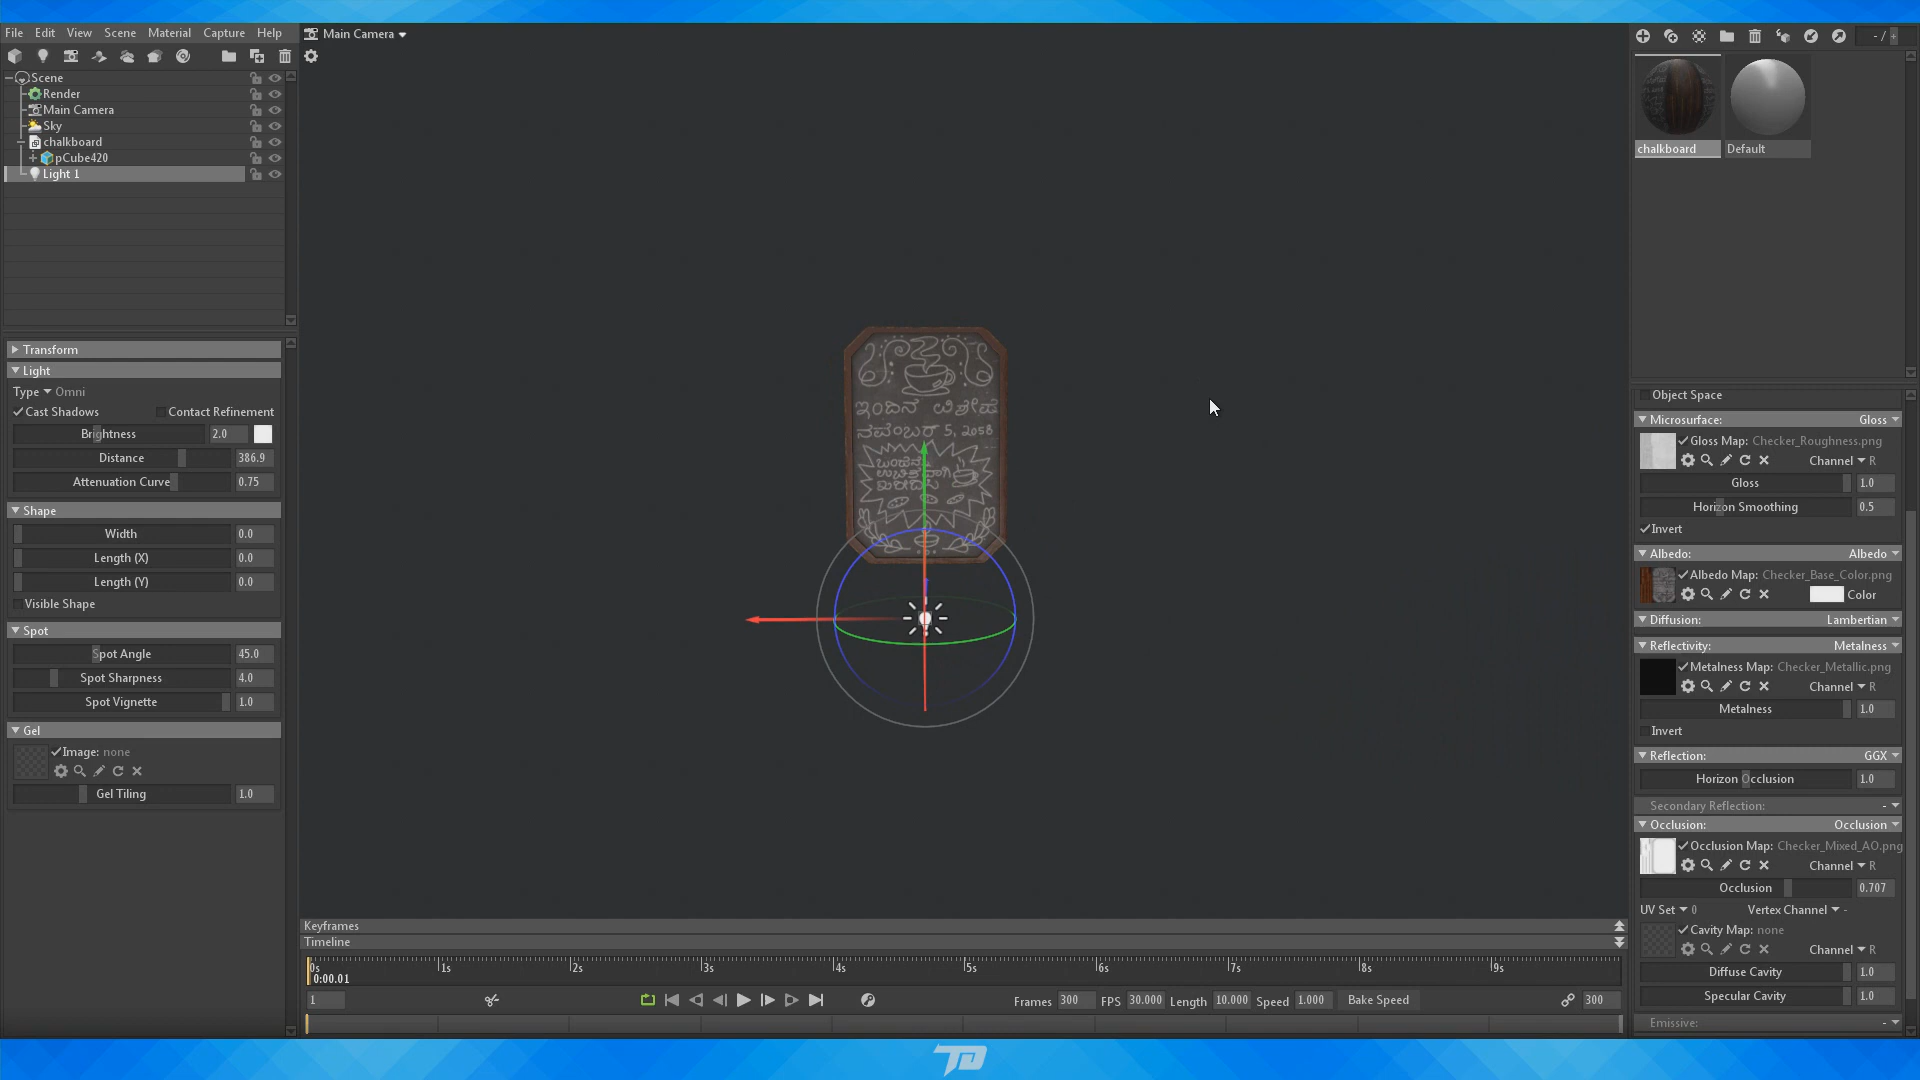 File Edit View Scene Material Capture Help
Main Camera
- / +
Scene
Render
Main Camera
Sky
chalkboard
pCube420
Light 1
chalkboard Default
Transform
Light
Type Omni
Cast Shadows Contact Refinement
Brightness 2.0
Distance 386.9
Attenuation Curve 0.75
Shape
Width 0.0
Length (X) 0.0
Length (Y) 0.0
Visible Shape
Spot
Spot Angle 45.0
Spot Sharpness 4.0
Spot Vignette 1.0
Gel
Image: none
Gel Tiling 1.0
ಇಂದಿನ ವಿಶೇಷ
ನವೆಂಬರ್ 5, 2058
Object Space
Microsurface: Gloss
Gloss Map: Checker_Roughness.png
Channel R
Gloss 1.0
Horizon Smoothing 0.5
Invert
Albedo: Albedo
Albedo Map: Checker_Base_Color.png
Color
Diffusion: Lambertian
Reflectivity: Metalness
Metalness Map: Checker_Metallic.png
Channel R
Metalness 1.0
Invert
Reflection: GGX
Horizon Occlusion 1.0
Secondary Reflection: -
Occlusion: Occlusion
Occlusion Map: Checker_Mixed_AO.png
Channel R
Occlusion 0.707
UV Set 0 Vertex Channel -
Cavity Map: none
Channel R
Diffuse Cavity 1.0
Specular Cavity 1.0
Emissive: -
Keyframes
Timeline
0s 1s 2s 3s 4s 5s 6s 7s 8s 9s
0:00.01
1 Frames 300 FPS 30.000 Length 10.000 Speed 1.000 Bake Speed 300